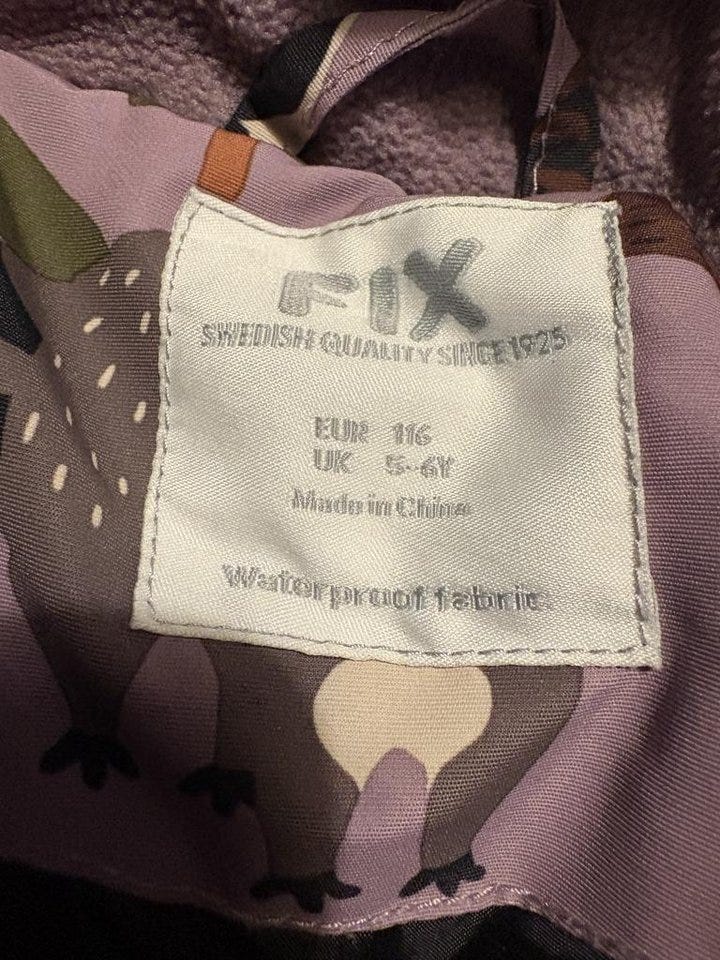 FIX
SWEDISH QUALITY SINCE 1925
EUR 116
UK 5-6Y
Made in China
Waterproof fabric